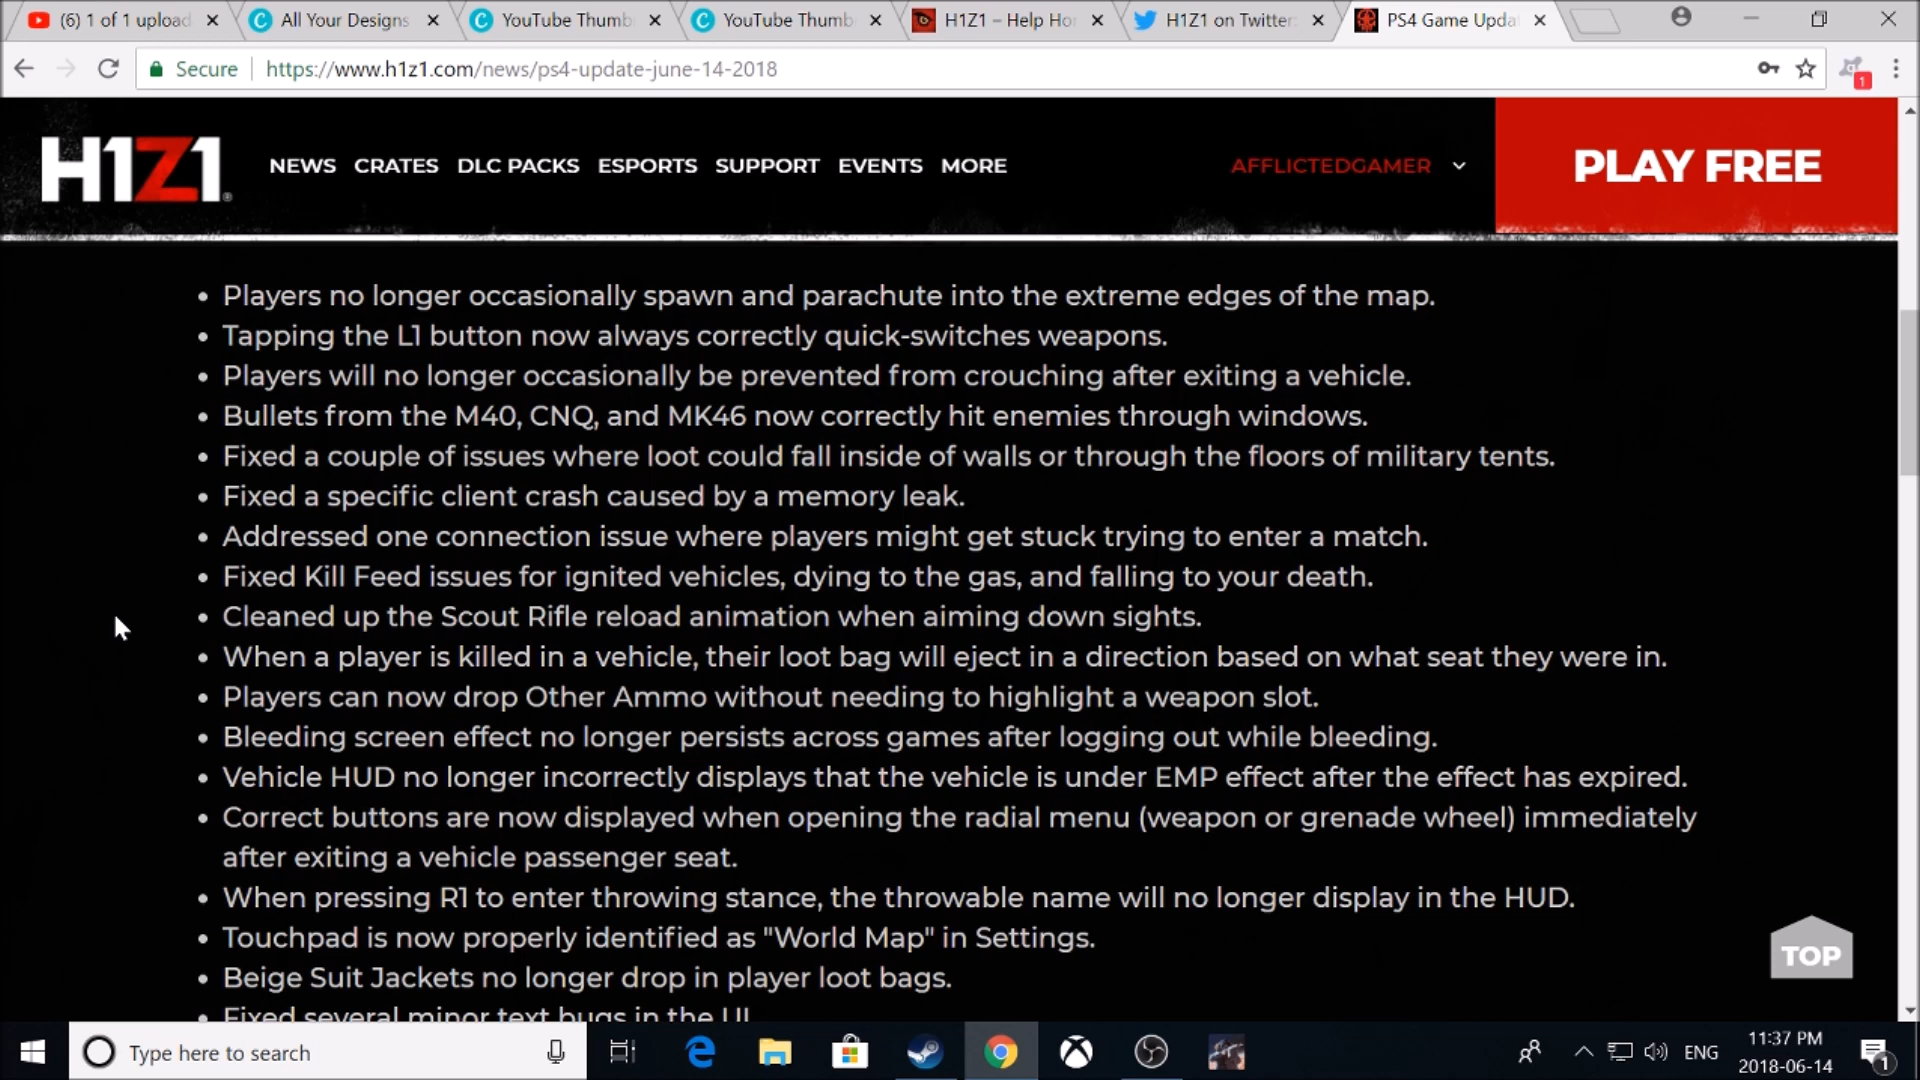 (6) 1 of 1 upload All Your Designs YouTube Thumb YouTube Thumb H1Z1 – Help Ho H1Z1 on Twitter PS4 Game Upda
Secure https://www.h1z1.com/news/ps4-update-june-14-2018 1
H1Z1® NEWS CRATES DLC PACKS ESPORTS SUPPORT EVENTS MORE AFFLICTEDGAMER PLAY FREE
• Players no longer occasionally spawn and parachute into the extreme edges of the map.
• Tapping the L1 button now always correctly quick-switches weapons.
• Players will no longer occasionally be prevented from crouching after exiting a vehicle.
• Bullets from the M40, CNQ, and MK46 now correctly hit enemies through windows.
• Fixed a couple of issues where loot could fall inside of walls or through the floors of military tents.
• Fixed a specific client crash caused by a memory leak.
• Addressed one connection issue where players might get stuck trying to enter a match.
• Fixed Kill Feed issues for ignited vehicles, dying to the gas, and falling to your death.
• Cleaned up the Scout Rifle reload animation when aiming down sights.
• When a player is killed in a vehicle, their loot bag will eject in a direction based on what seat they were in.
• Players can now drop Other Ammo without needing to highlight a weapon slot.
• Bleeding screen effect no longer persists across games after logging out while bleeding.
• Vehicle HUD no longer incorrectly displays that the vehicle is under EMP effect after the effect has expired.
• Correct buttons are now displayed when opening the radial menu (weapon or grenade wheel) immediately
after exiting a vehicle passenger seat.
• When pressing R1 to enter throwing stance, the throwable name will no longer display in the HUD.
• Touchpad is now properly identified as "World Map" in Settings.
• Beige Suit Jackets no longer drop in player loot bags.
TOP
• Fixed several minor text bugs in the UI
Type here to search ENG 11:37 PM
2018-06-14 1